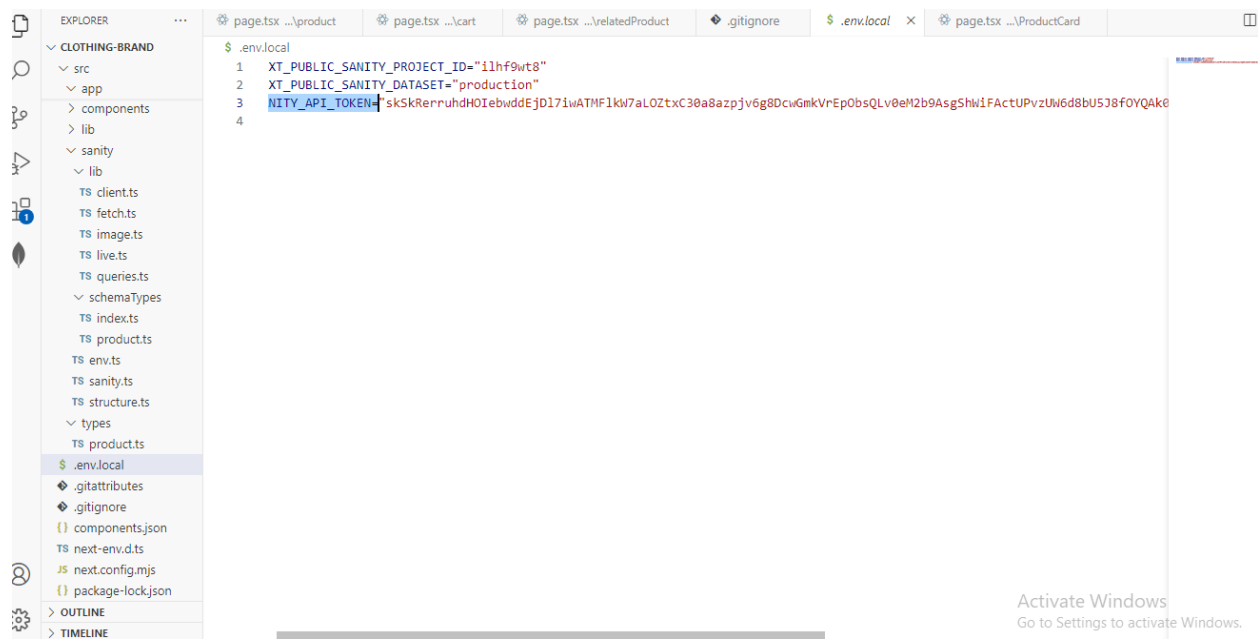 EXPLORER
page.tsx ...\product
page.tsx ...\cart
page.tsx ...\relatedProduct
.gitignore
.env.local
page.tsx ...\ProductCard
CLOTHING-BRAND
.env.local
src
app
components
lib
sanity
lib
client.ts
fetch.ts
image.ts
live.ts
queries.ts
schemaTypes
index.ts
product.ts
env.ts
sanity.ts
structure.ts
types
product.ts
.env.local
.gitattributes
.gitignore
components.json
next-env.d.ts
next.config.mjs
package-lock.json
OUTLINE
TIMELINE
1 XT_PUBLIC_SANITY_PROJECT_ID="ilhf9wt8"
2 XT_PUBLIC_SANITY_DATASET="production"
3 NITY_API_TOKEN="skSkRerruhdHOIebwddEjDl7iwATMFlkW7aLOZtxC30a8azpjv6g8DcwGmkVrEpObsQLv0eM2b9AsgShWiFActUPvzUW6d8bU5J8fOYQAk0
4
Activate Windows
Go to Settings to activate Windows.